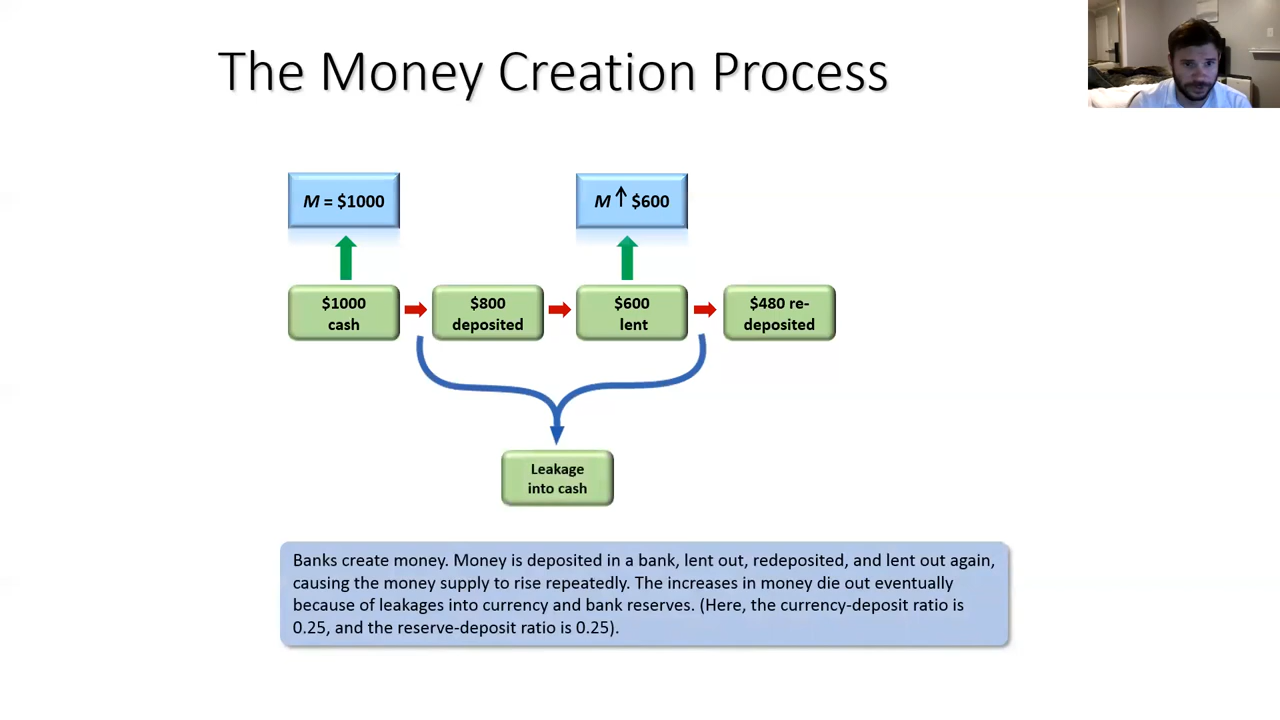 The Money Creation Process
M = $1000
M ↑ $600
$1000
cash
$800
deposited
$600
lent
$480 re-
deposited
Leakage
into cash
Banks create money. Money is deposited in a bank, lent out, redeposited, and lent out again,
causing the money supply to rise repeatedly. The increases in money die out eventually
because of leakages into currency and bank reserves. (Here, the currency-deposit ratio is
0.25, and the reserve-deposit ratio is 0.25).